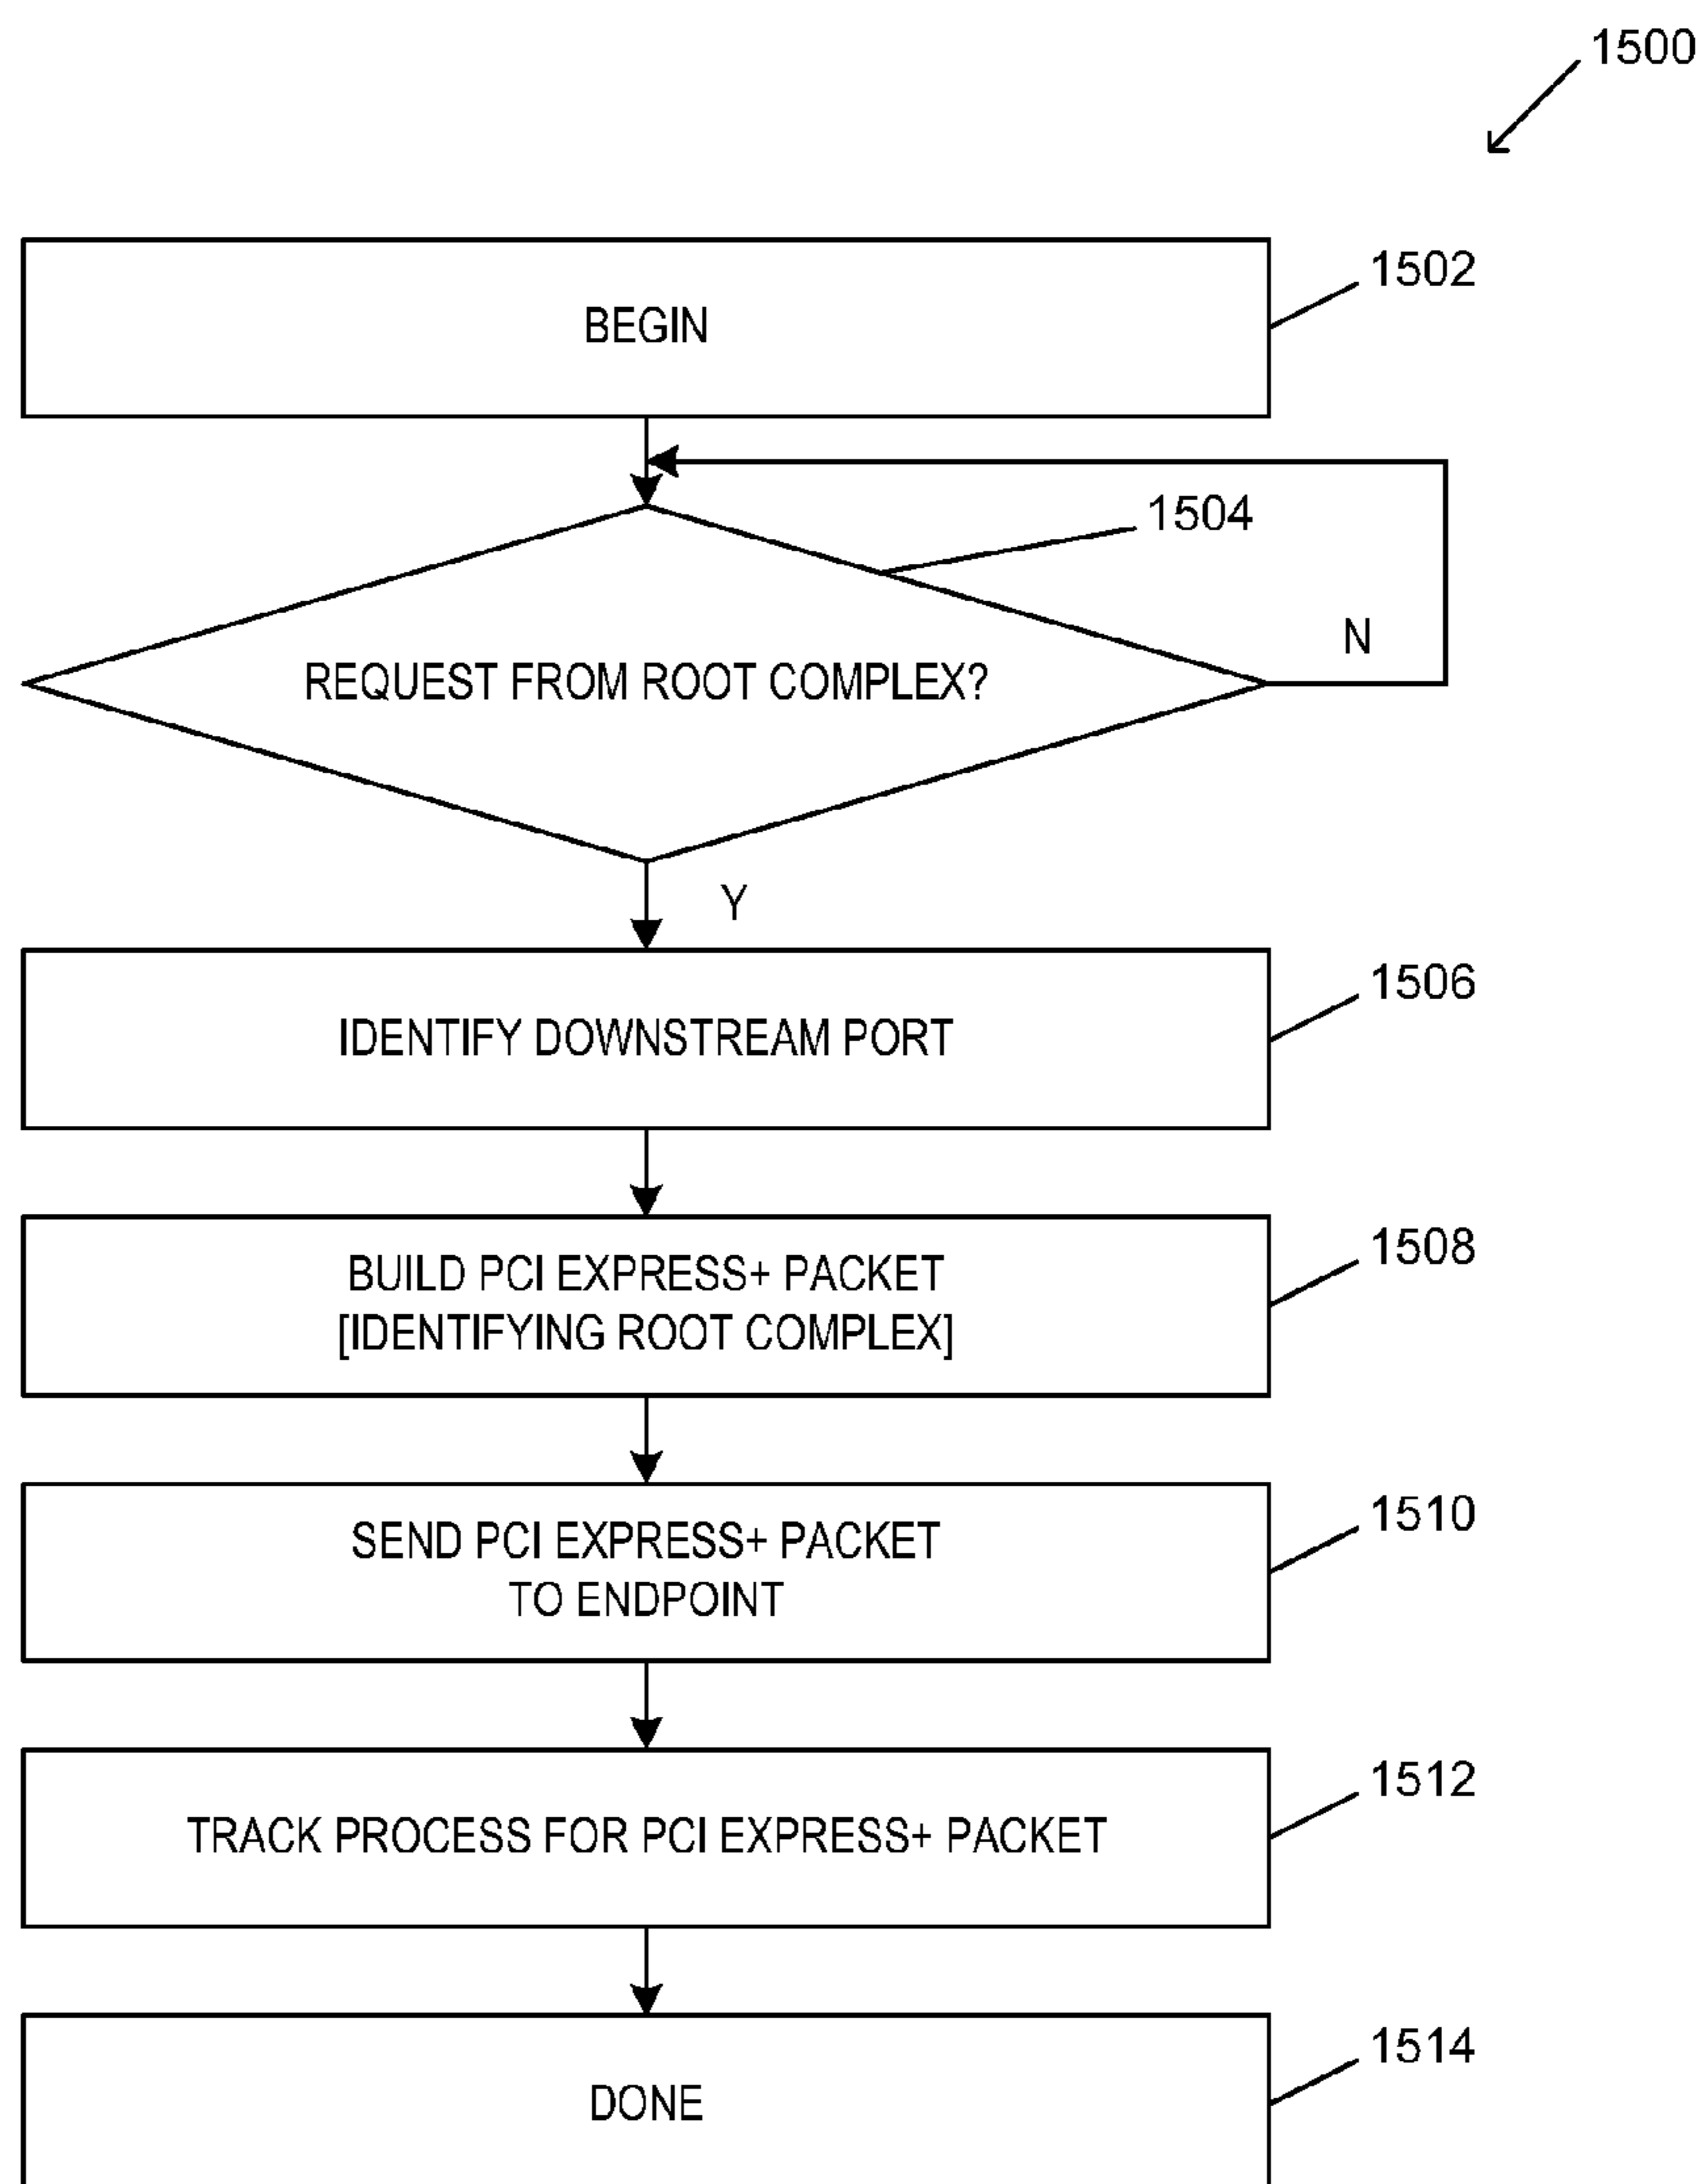 1500
BEGIN
1502
1504
N
REQUEST FROM ROOT COMPLEX?
Y
IDENTIFY DOWNSTREAM PORT
1506
BUILD PCI EXPRESS+ PACKET
[IDENTIFYING ROOT COMPLEX]
1508
SEND PCI EXPRESS+ PACKET
TO ENDPOINT
1510
TRACK PROCESS FOR PCI EXPRESS+ PACKET
1512
DONE
1514